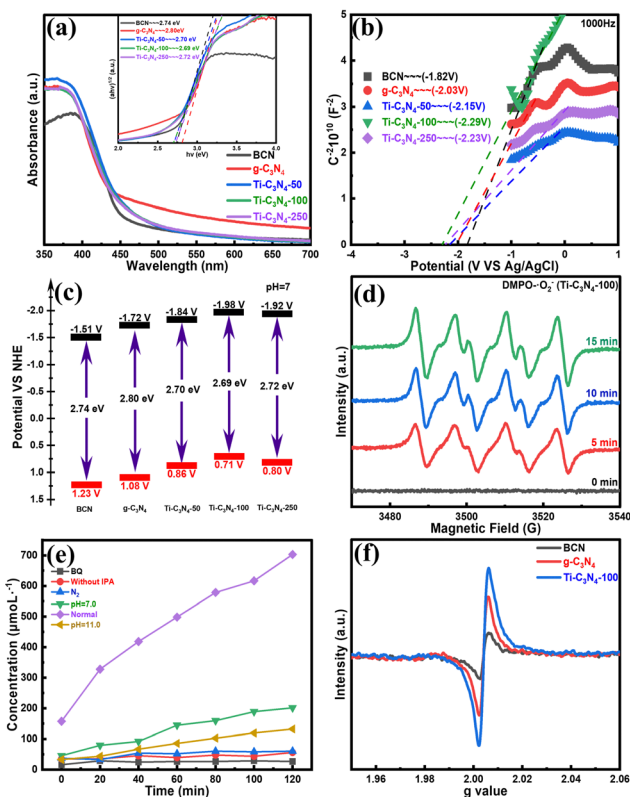 (a)
BCN~~~2.74 eV
g-C₃N₄~~~2.80eV
Ti-C₃N₄-50~~~2.70 eV
Ti-C₃N₄-100~~~2.69 eV
Ti-C₃N₄-250~~~2.72 eV
(ahv)^1/2 (a.u.)
2.0 2.5 3.0 3.5 4.0
hv (eV)
BCN
g-C₃N₄
Ti-C₃N₄-50
Ti-C₃N₄-100
Ti-C₃N₄-250
Absorbance (a.u.)
350 400 450 500 550 600 650 700
Wavelength (nm)
(b)
1000Hz
BCN~~~(-1.82V)
g-C₃N₄~~~(-2.03V)
Ti-C₃N₄-50~~~(-2.15V)
Ti-C₃N₄-100~~~(-2.29V)
Ti-C₃N₄-250~~~(-2.23V)
C⁻²10¹⁰ (F⁻²)
5
4
3
2
1
0
-4 -3 -2 -1 0 1
Potential (V VS Ag/AgCl)
(c)
pH=7
Potential VS NHE
-2.0
-1.5
-1.0
-0.5
0.0
0.5
1.0
1.5
-1.51 V -1.72 V -1.84 V -1.98 V -1.92 V
2.74 eV 2.80 eV 2.70 eV 2.69 eV 2.72 eV
1.23 V 1.08 V 0.86 V 0.71 V 0.80 V
BCN g-C₃N₄ Ti-C₃N₄-50 Ti-C₃N₄-100 Ti-C₃N₄-250
(d)
DMPO-·O₂⁻ (Ti-C₃N₄-100)
15 min
10 min
5 min
0 min
Intensity (a.u.)
3480 3500 3520 3540
Magnetic Field (G)
(e)
BQ
Without IPA
N₂
pH=7.0
Normal
pH=11.0
Concentration (μmoL⁻¹)
700
600
500
400
300
200
100
0
0 20 40 60 80 100 120
Time (min)
(f)
BCN
g-C₃N₄
Ti-C₃N₄-100
Intensity (a.u.)
1.96 1.98 2.00 2.02 2.04 2.06
g value